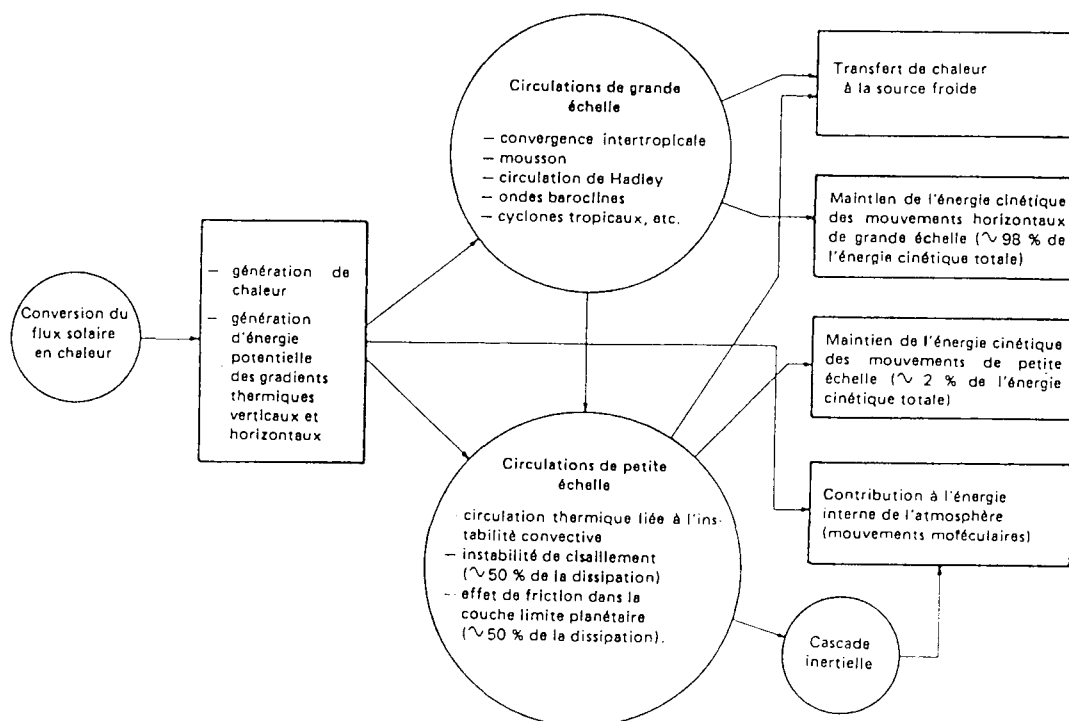 Conversion du
flux solaire
en chaleur
— génération de
chaleur
— génération
d'énergie
potentielle
des gradients
thermiques
verticaux et
horizontaux
Circulations de grande
échelle
— convergence intertropicale
— mousson
— circulation de Hadley
— ondes baroclines
— cyclones tropicaux, etc.
Circulations de petite
échelle
- circulation thermique liée à l'ins-
tabilité convective
— instabilité de cisaillement
(∿50 % de la dissipation)
— effet de friction dans la
couche limite planétaire
(∿50 % de la dissipation).
Transfert de chaleur
à la source froide
Maintien de l'énergie cinétique
des mouvements horizontaux
de grande échelle (∿98 % de
l'énergie cinétique totale)
Maintien de l'énergie cinétique
des mouvements de petite
échelle (∿ 2 % de l'énergie
cinétique totale)
Contribution à l'énergie
interne de l'atmosphère
(mouvements moléculaires)
Cascade
inertielle